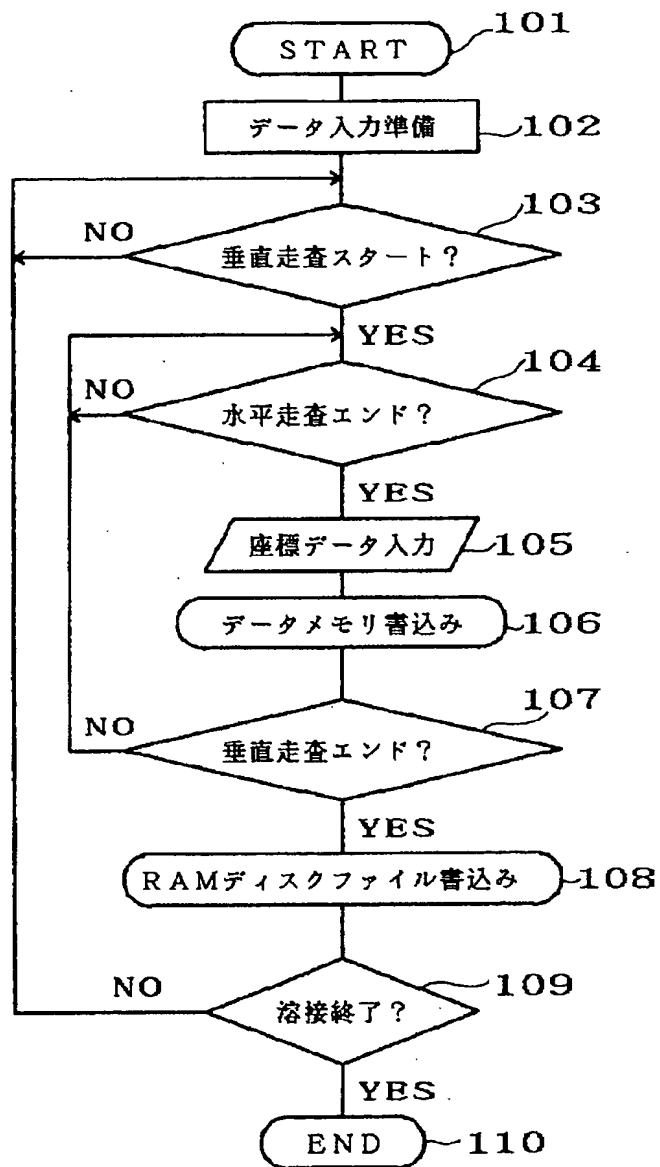 101
START
データ入力準備
102
103
NO
垂直走査スタート?
YES
104
NO
水平走査エンド?
YES
座標データ入力
105
データメモリ書込み
106
107
NO
垂直走査エンド?
YES
RAMディスクファイル書込み
108
NO
109
溶接終了?
YES
END
110